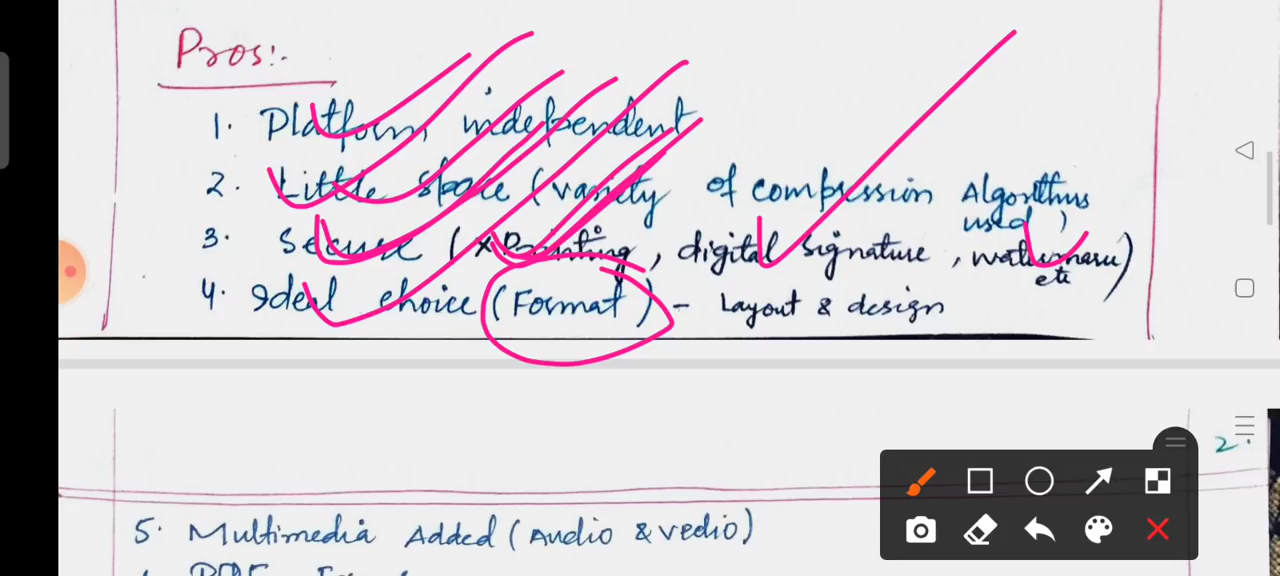 Pros:-
1. Platform independent
2. Little space (variety of compression Algorithms used)
3. Secure (x Printing, digital signature, watermark etc)
4. Ideal choice (Format) - Layout & design
2.
5. Multimedia Added (Audio & vedio)